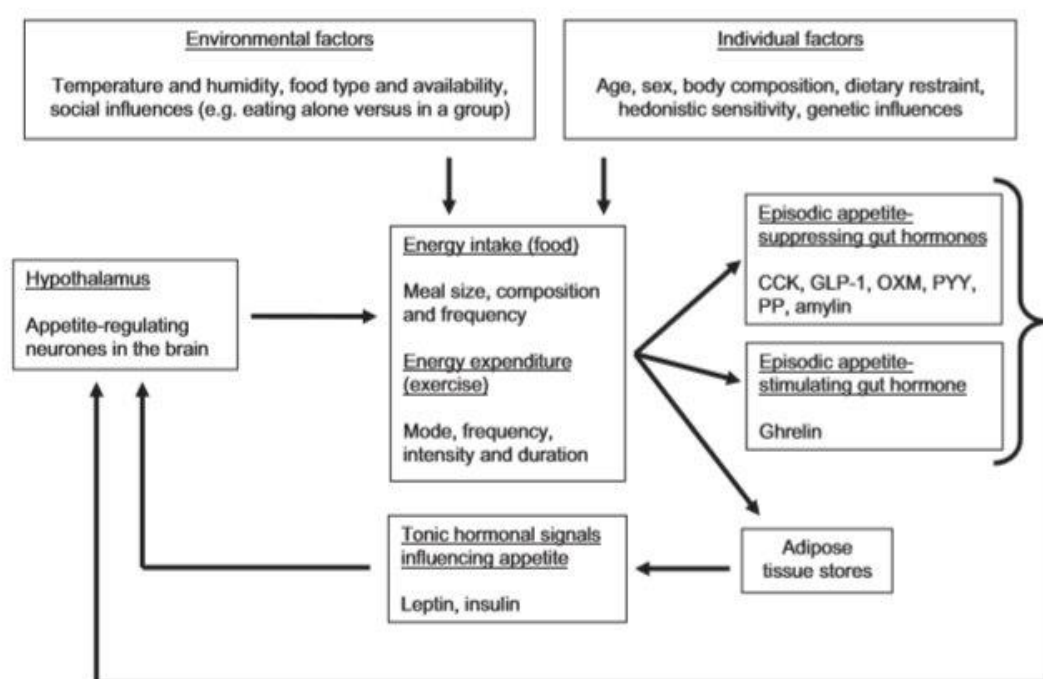 Environmental factors
Temperature and humidity, food type and availability,
social influences (e.g. eating alone versus in a group)
Individual factors
Age, sex, body composition, dietary restraint,
hedonistic sensitivity, genetic influences
Hypothalamus
Appetite-regulating
neurones in the brain
Energy intake (food)
Meal size, composition
and frequency
Energy expenditure
(exercise)
Mode, frequency,
intensity and duration
Episodic appetite-
suppressing gut hormones
CCK, GLP-1, OXM, PYY,
PP, amylin
Episodic appetite-
stimulating gut hormone
Ghrelin
Tonic hormonal signals
influencing appetite
Leptin, insulin
Adipose
tissue stores